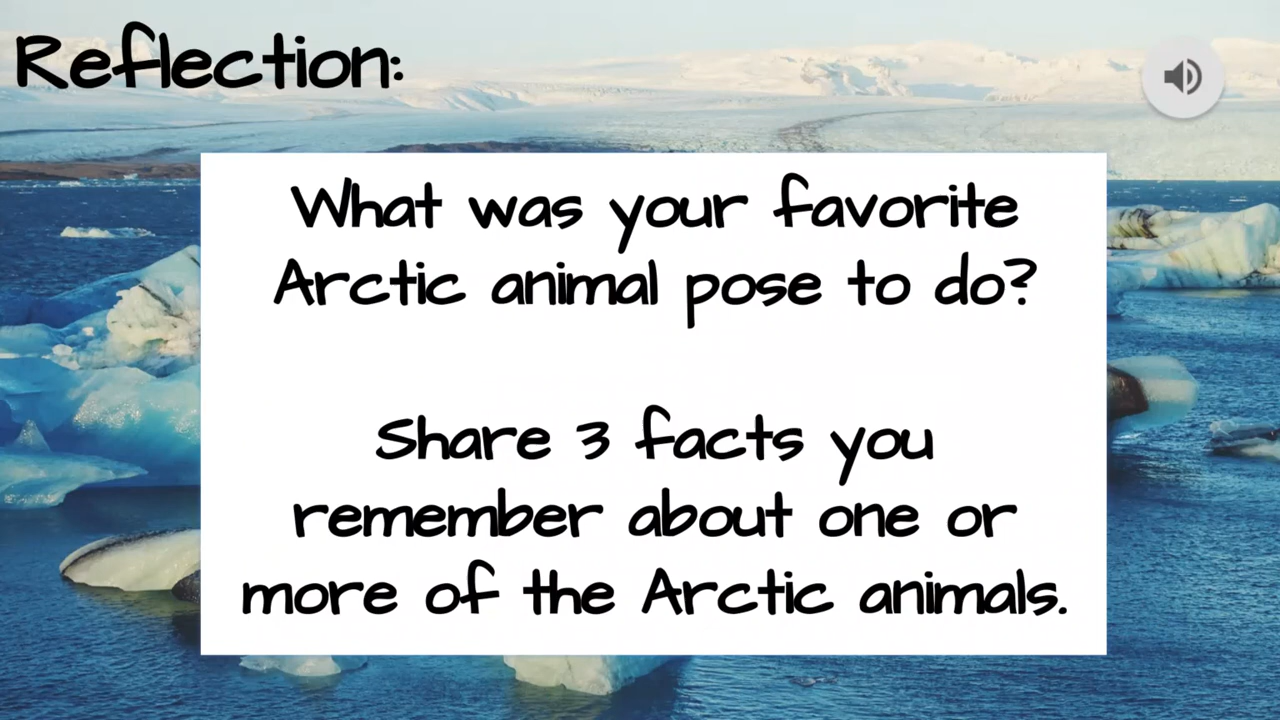 Reflection:
What was your favorite
Arctic animal pose to do?
Share 3 facts you
remember about one or
more of the Arctic animals.